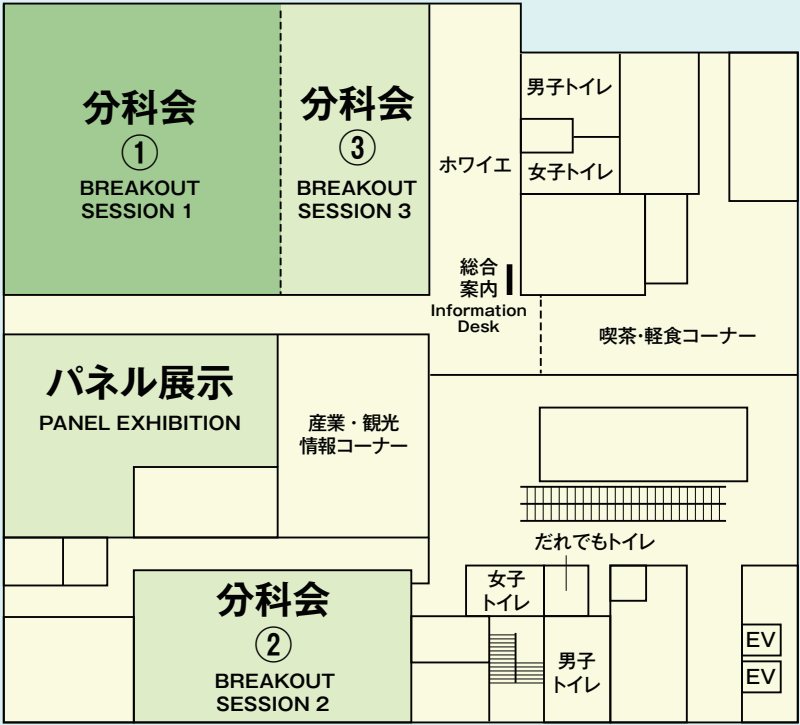 分科会
①
BREAKOUT
SESSION 1
分科会
③
BREAKOUT
SESSION 3
ホワイエ
男子トイレ
女子トイレ
総合
案内
Information
Desk
喫茶・軽食コーナー
パネル展示
PANEL EXHIBITION
産業・観光
情報コーナー
だれでもトイレ
女子
トイレ
男子
トイレ
分科会
②
BREAKOUT
SESSION 2
EV
EV